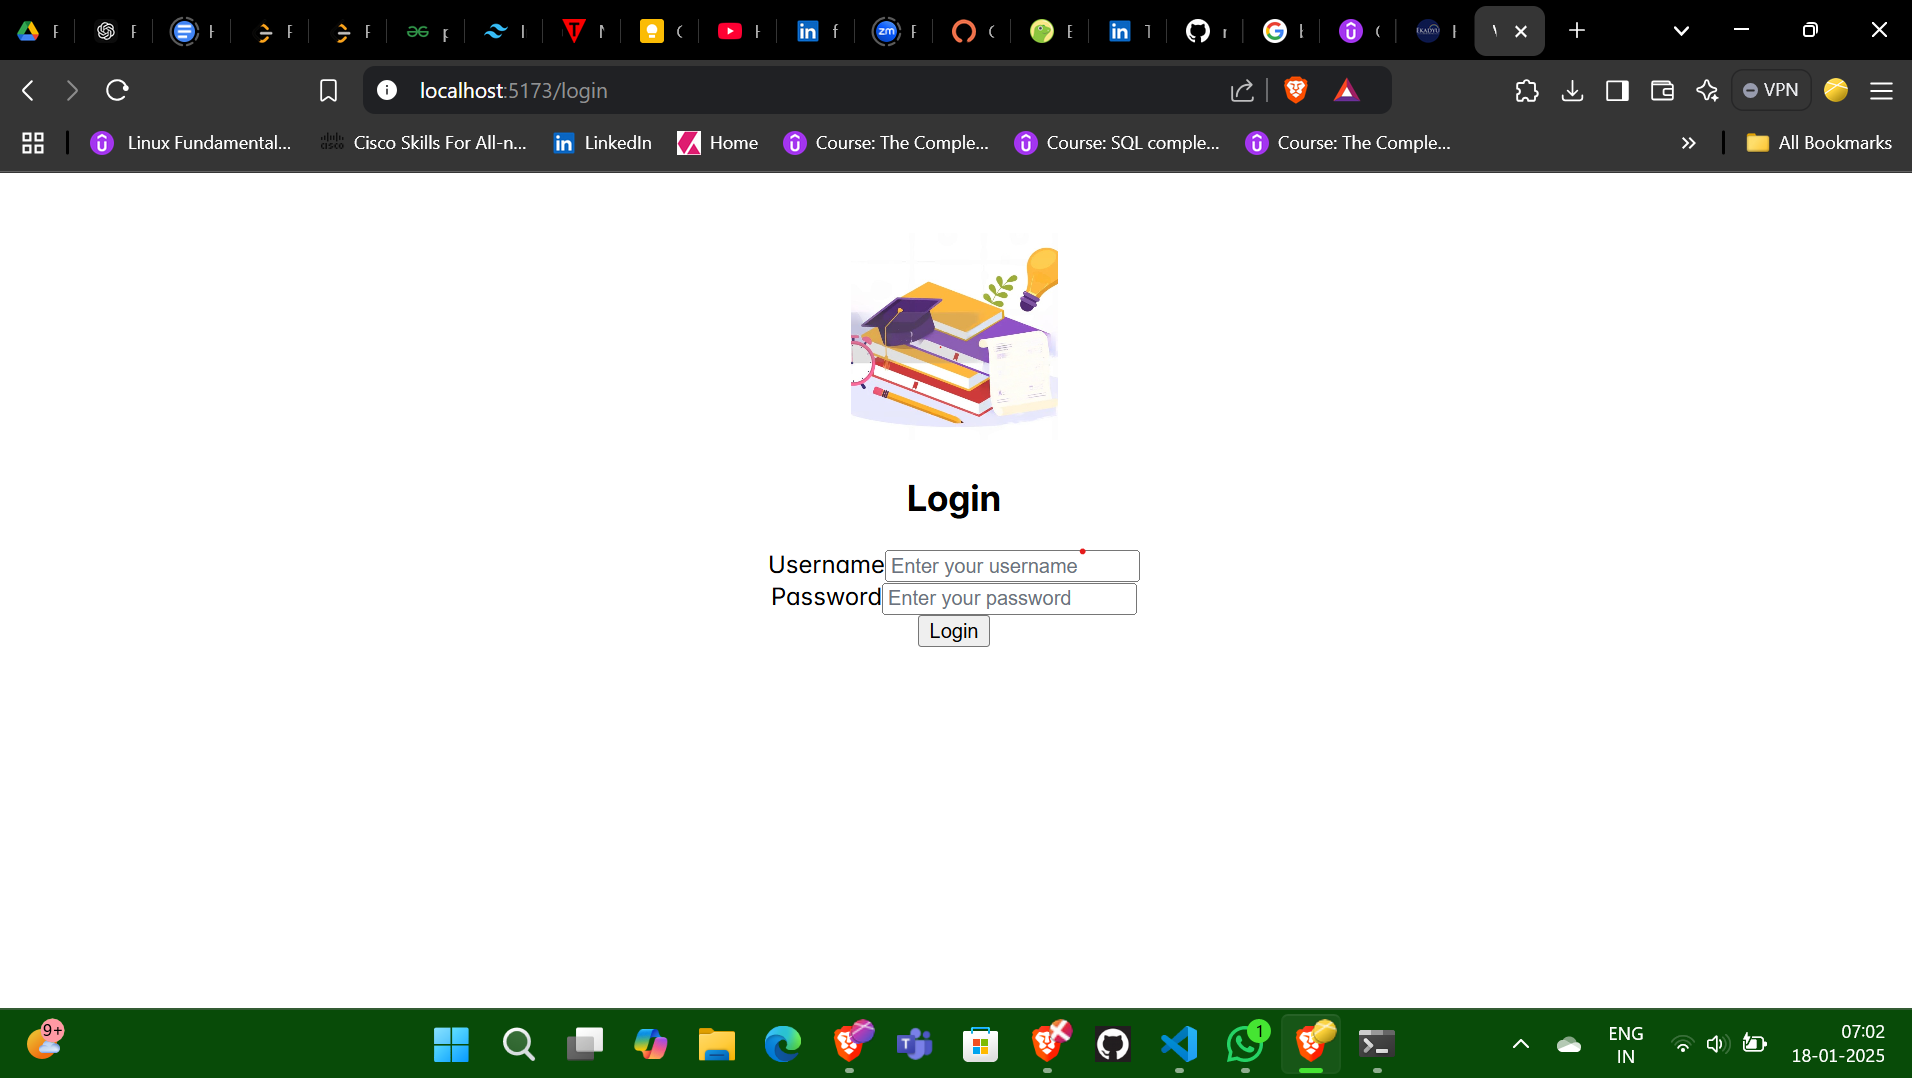 localhost:5173/login
VPN
Linux Fundamental...
Cisco Skills For All-n...
LinkedIn
Home
Course: The Comple...
Course: SQL comple...
Course: The Comple...
All Bookmarks
Login
Username Enter your username
Password Enter your password
Login
9+
1
ENG
IN
07:02
18-01-2025